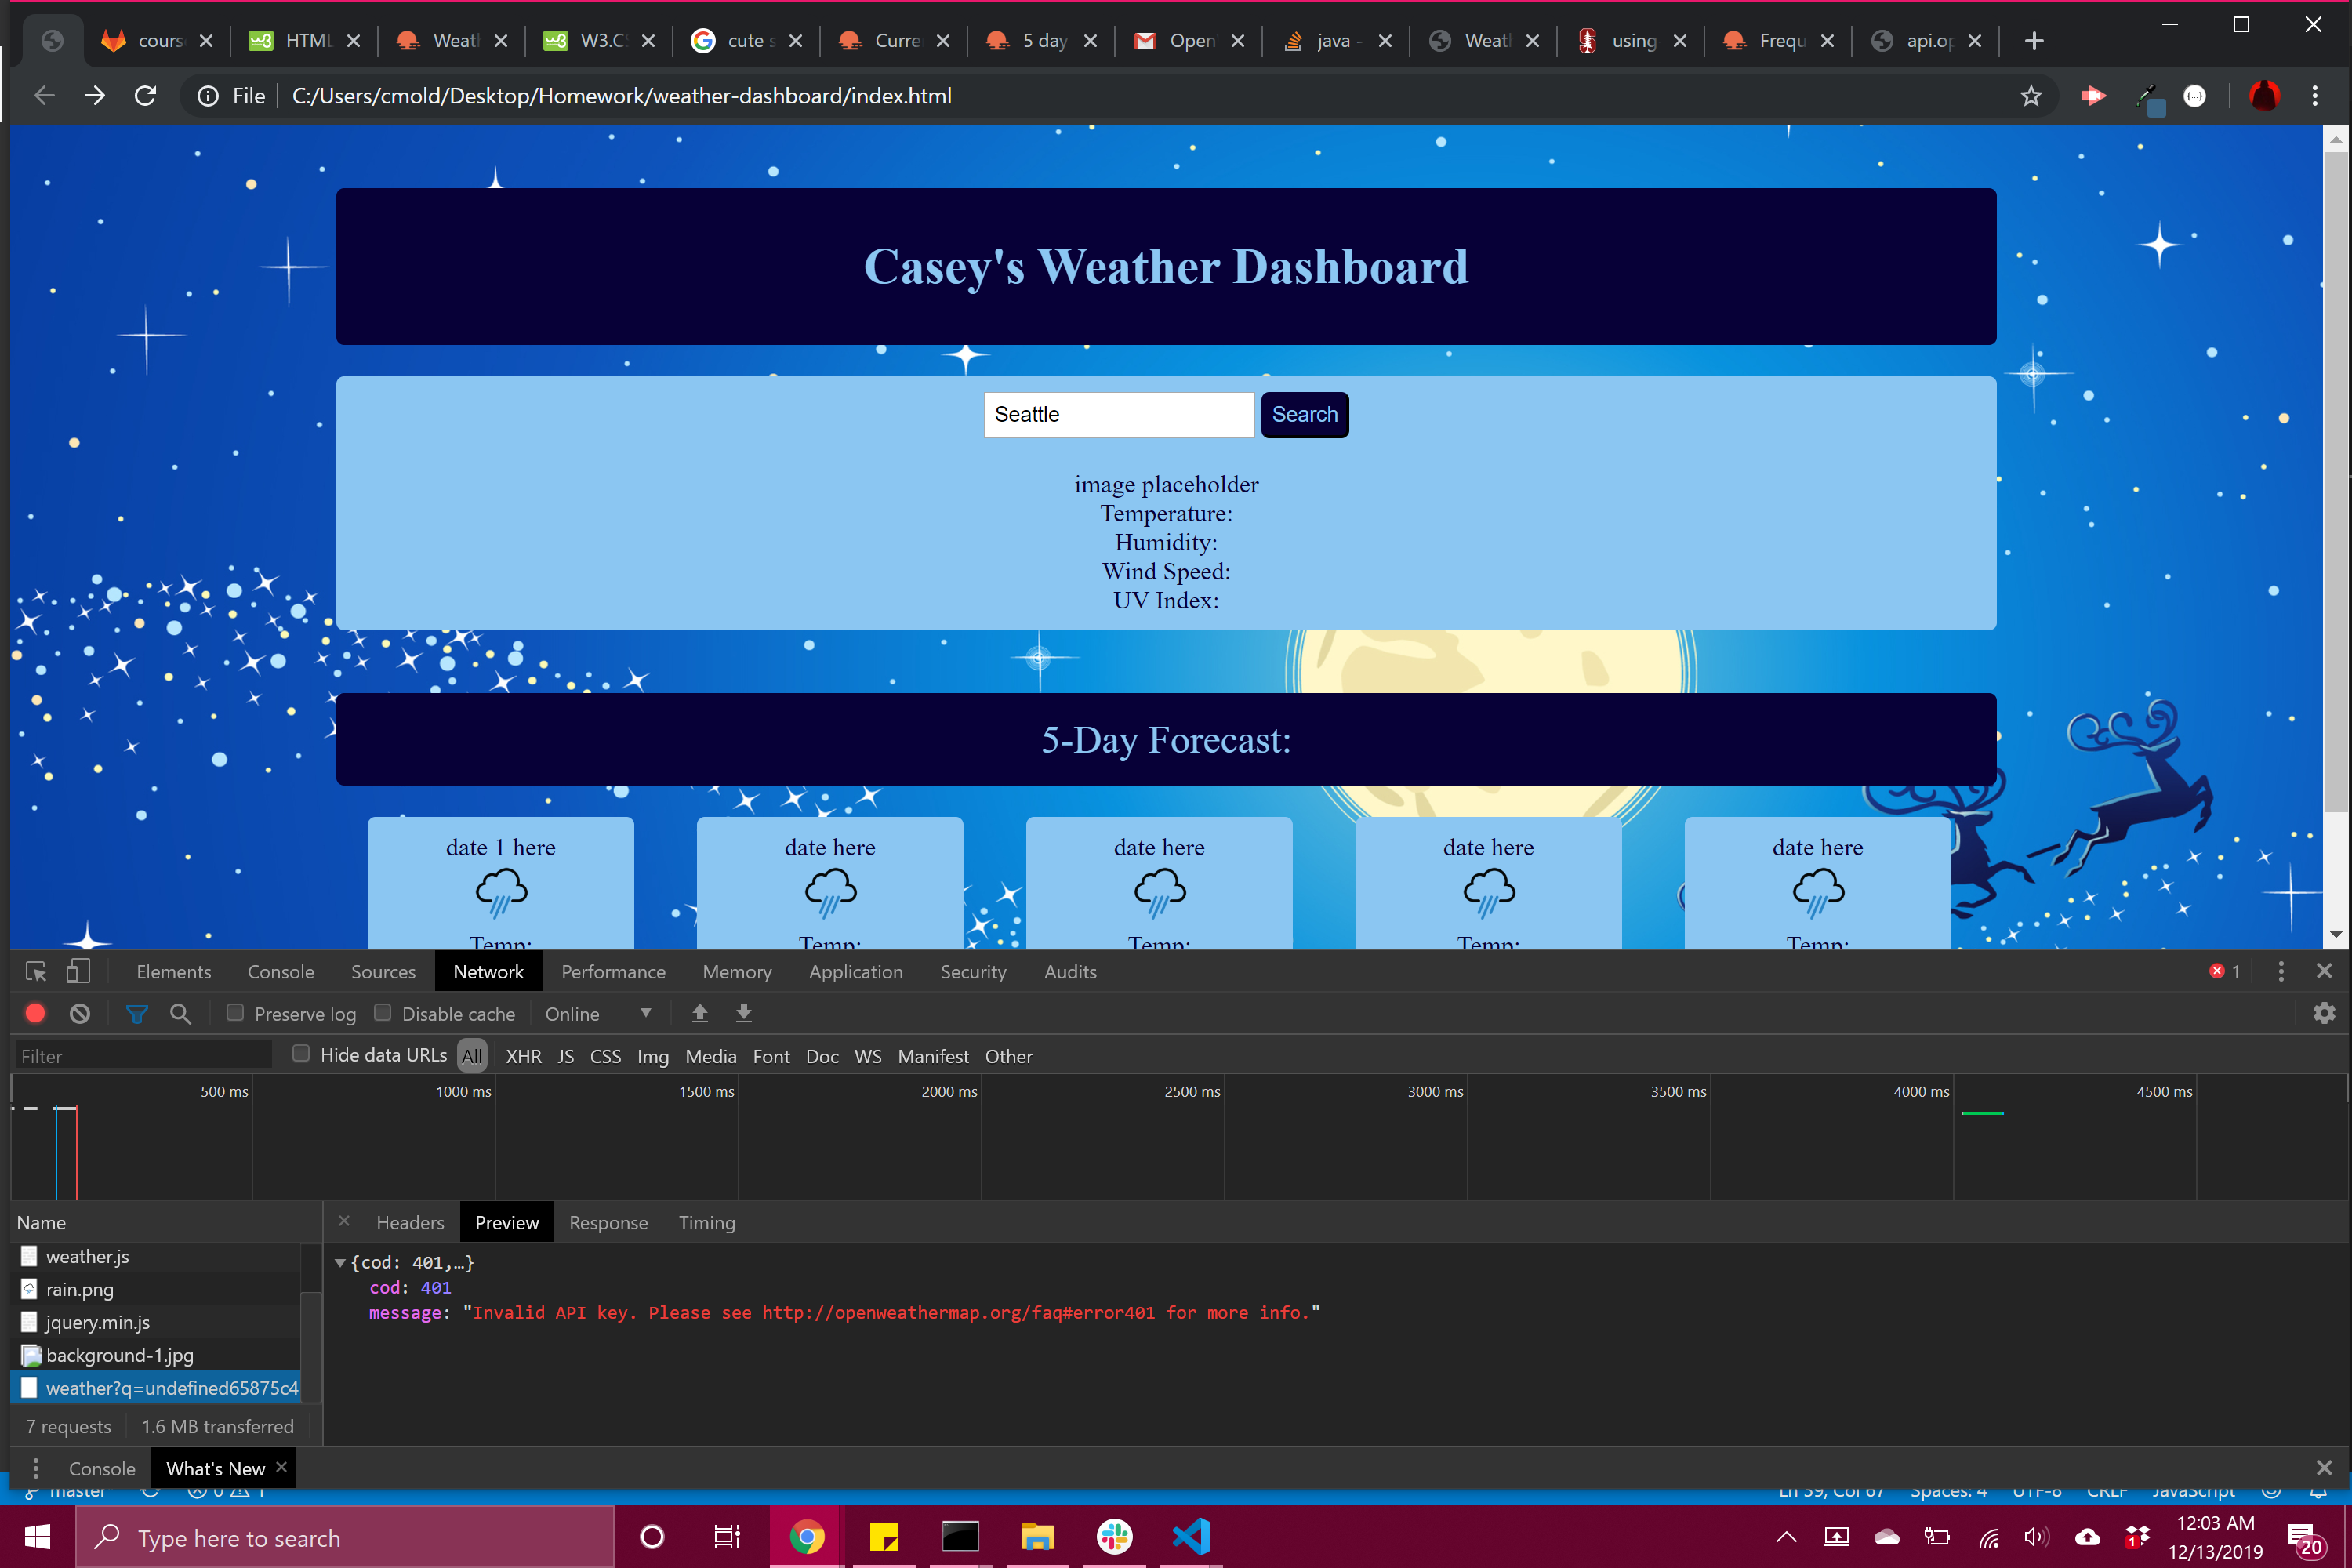 cours HTML Weat W3.C cute s Curre 5 day Open java - Weat using Frequ api.op
File C:/Users/cmold/Desktop/Homework/weather-dashboard/index.html
Casey's Weather Dashboard
Seattle Search
image placeholder
Temperature:
Humidity:
Wind Speed:
UV Index:
5-Day Forecast:
date 1 here date here date here date here date here
Temp: Temp: Temp: Temp: Temp:
Elements Console Sources Network Performance Memory Application Security Audits 1
Preserve log Disable cache Online
Filter Hide data URLs All XHR JS CSS Img Media Font Doc WS Manifest Other
500 ms 1000 ms 1500 ms 2000 ms 2500 ms 3000 ms 3500 ms 4000 ms 4500 ms
Name Headers Preview Response Timing
weather.js
rain.png
jquery.min.js
background-1.jpg
weather?q=undefined65875c4
{cod: 401,…}
cod: 401
message: "Invalid API key. Please see http://openweathermap.org/faq#error401 for more info."
7 requests 1.6 MB transferred
Console What's New
master 0 1 Ln 59, Col 67 Spaces: 4 UTF-8 CRLF JavaScript
Type here to search
1
12:03 AM
12/13/2019
20